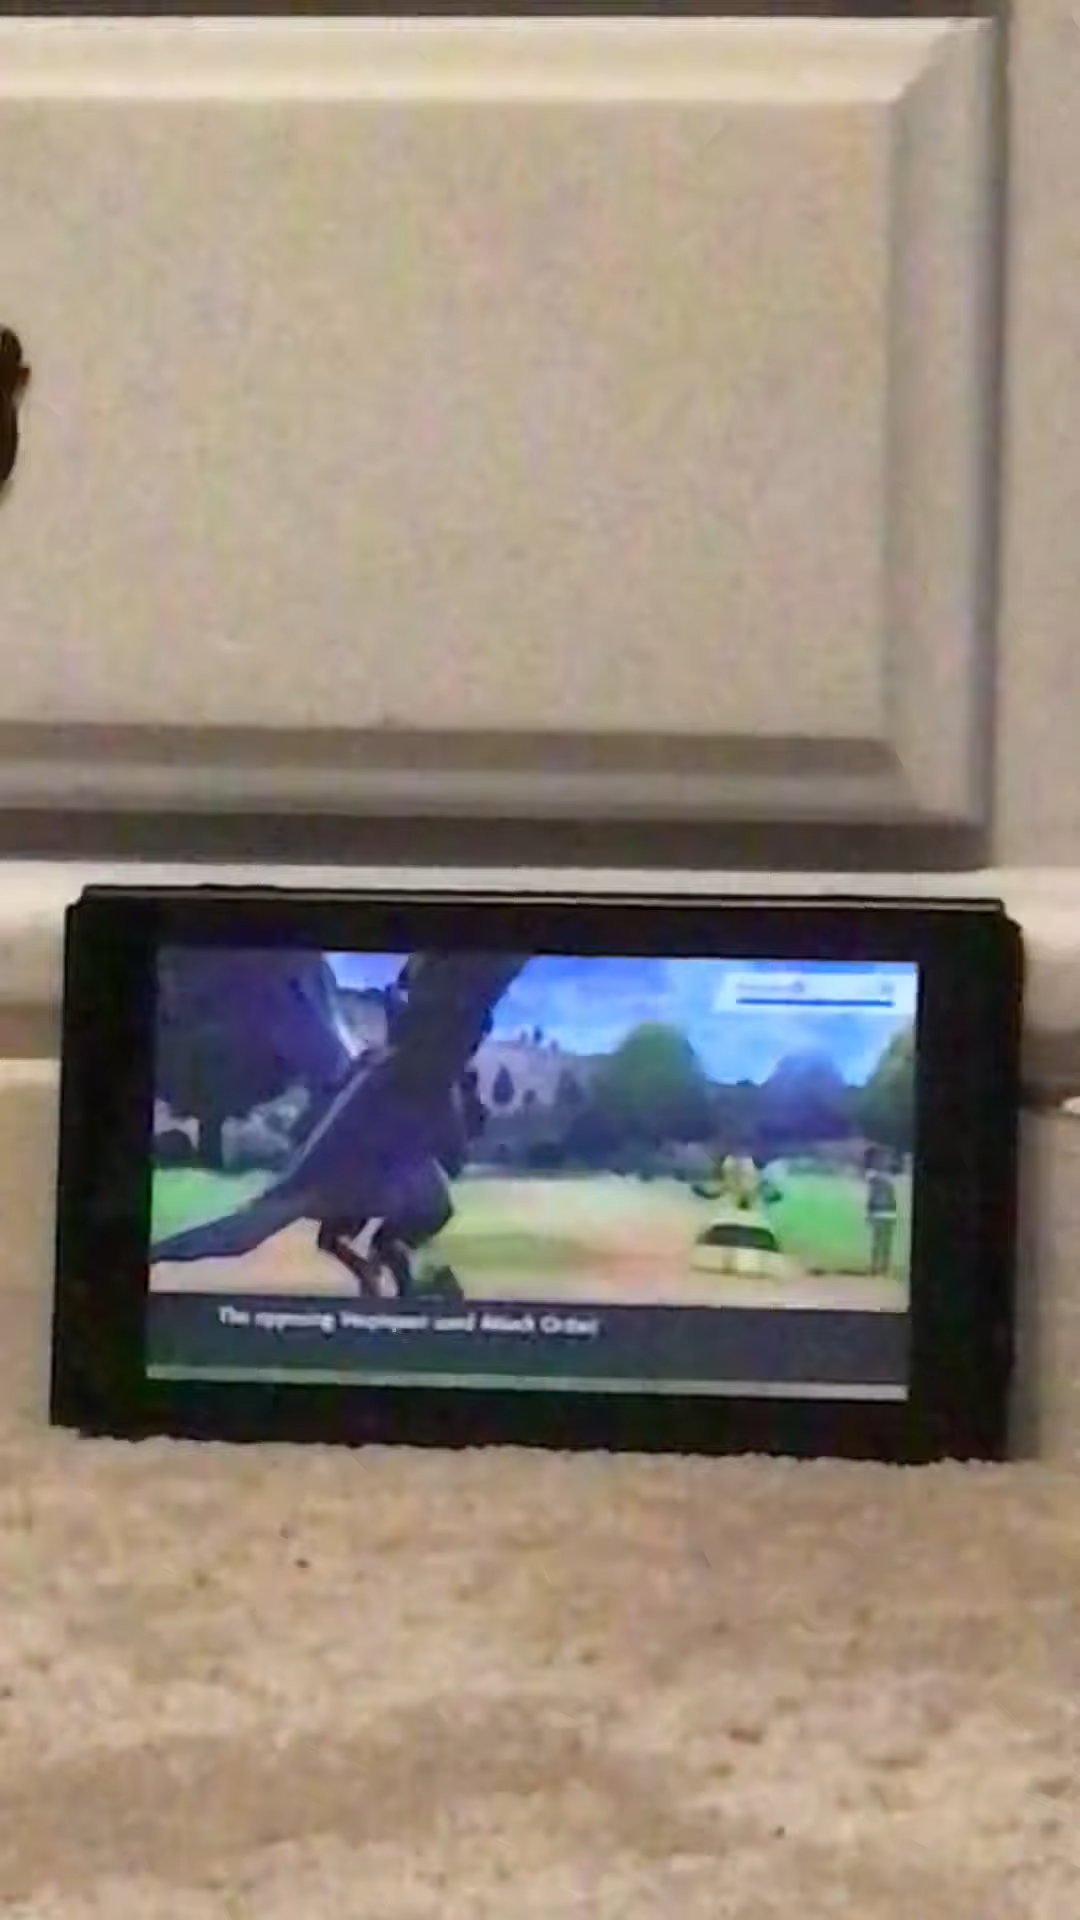 The opposing Vespiquen used Attack Order!